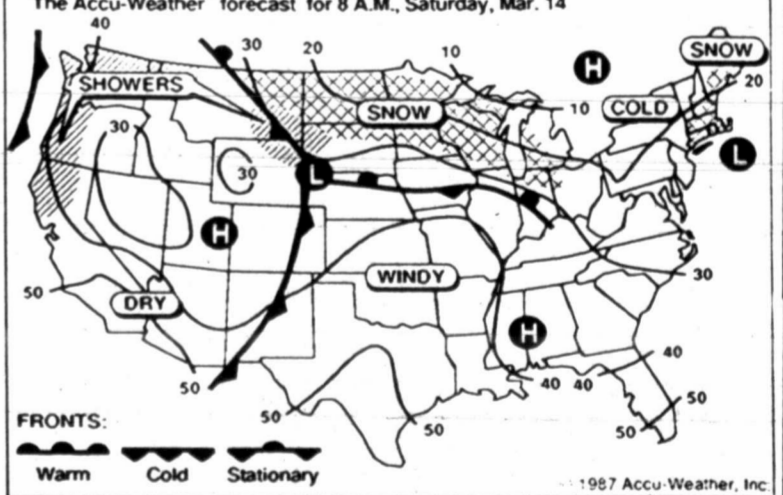 The Accu-Weather forecast for 8 A.M., Saturday, Mar. 14
40
30
20
10
H
SNOW
20
SHOWERS
SNOW
10
COLD
30
L
30
L
H
30
50
DRY
WINDY
H
50
40
40
40
50
50
50
50
FRONTS:
Warm
Cold
Stationary
1987 Accu-Weather, Inc.